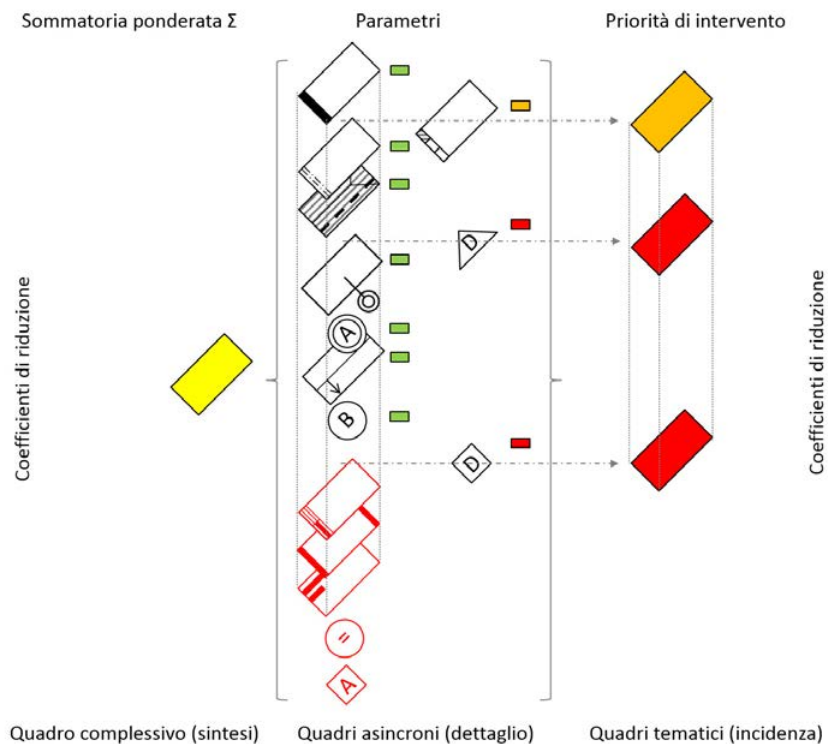 Sommatoria ponderata Σ
Parametri
Priorità di intervento
Coefficienti di riduzione
D
A
B
D
=
A
Coefficienti di riduzione
Quadro complessivo (sintesi)
Quadri asincroni (dettaglio)
Quadri tematici (incidenza)